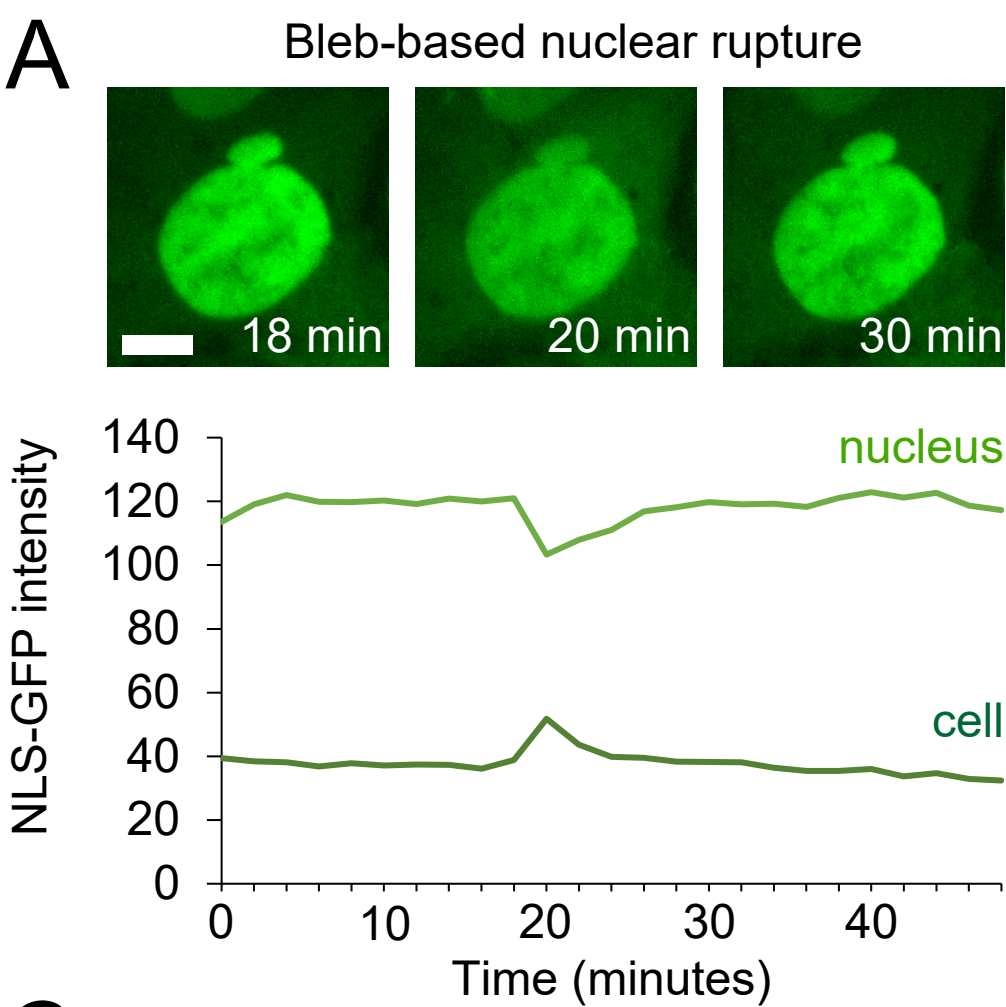 A
Bleb-based nuclear rupture
18 min
20 min
30 min
NLS-GFP intensity
140
120
100
80
60
40
20
0
nucleus
cell
0 10 20 30 40
Time (minutes)